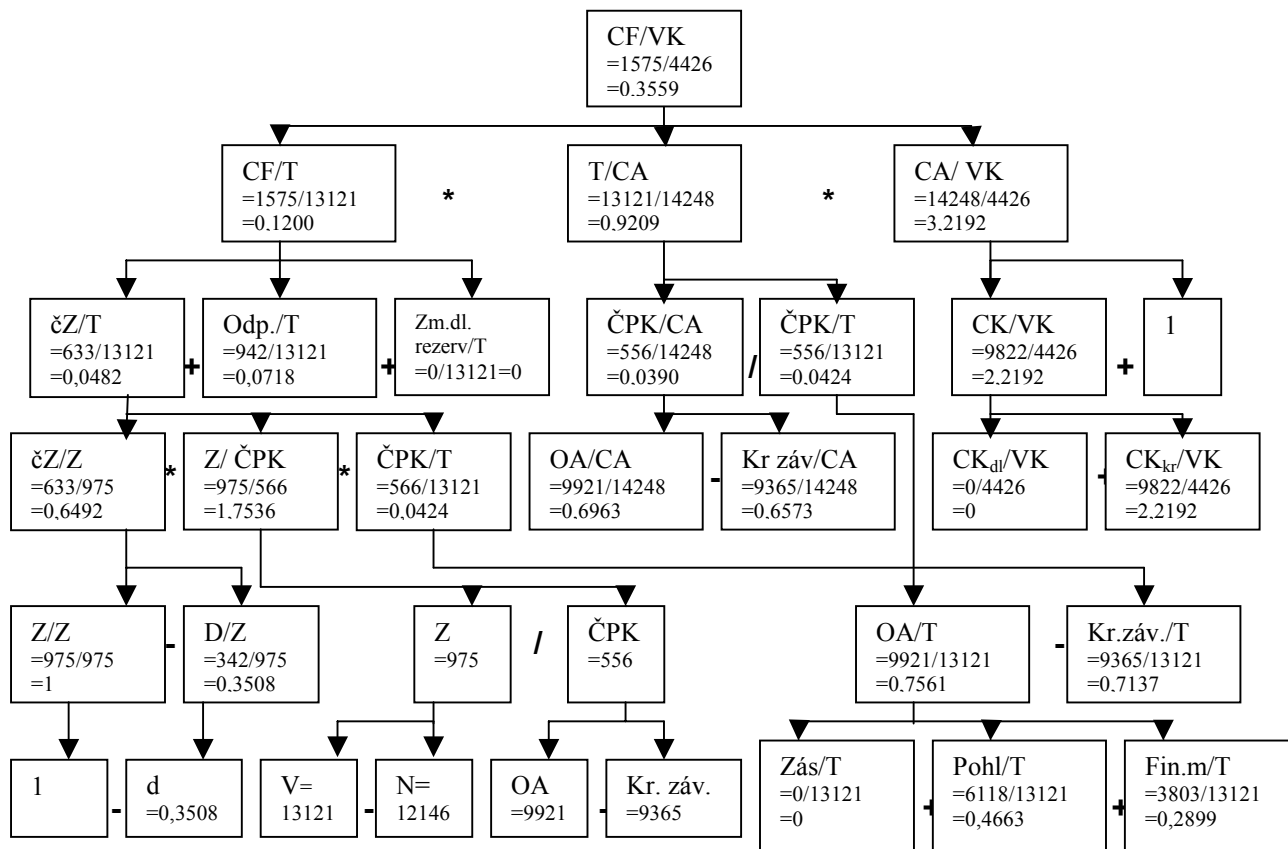 CF/VK
=1575/4426
=0.3559
CF/T
=1575/13121
=0,1200
*
T/CA
=13121/14248
=0,9209
*
CA/ VK
=14248/4426
=3,2192
čZ/T
=633/13121
=0,0482
+
Odp./T
=942/13121
=0,0718
+
Zm.dl.
rezerv/T
=0/13121=0
ČPK/CA
=556/14248
=0,0390
/
ČPK/T
=556/13121
=0,0424
CK/VK
=9822/4426
=2,2192
+
1
čZ/Z
=633/975
=0,6492
*
Z/ ČPK
=975/566
=1,7536
*
ČPK/T
=566/13121
=0,0424
OA/CA
=9921/14248
=0,6963
-
Kr záv/CA
=9365/14248
=0,6573
CKdl/VK
=0/4426
=0
+
CKkr/VK
=9822/4426
=2,2192
Z/Z
=975/975
=1
-
D/Z
=342/975
=0,3508
Z
=975
/
ČPK
=556
OA/T
=9921/13121
=0,7561
-
Kr.záv./T
=9365/13121
=0,7137
1
-
d
=0,3508
V=
13121
-
N=
12146
OA
=9921
-
Kr. záv.
=9365
Zás/T
=0/13121
=0
+
Pohl/T
=6118/13121
=0,4663
+
Fin.m/T
=3803/13121
=0,2899